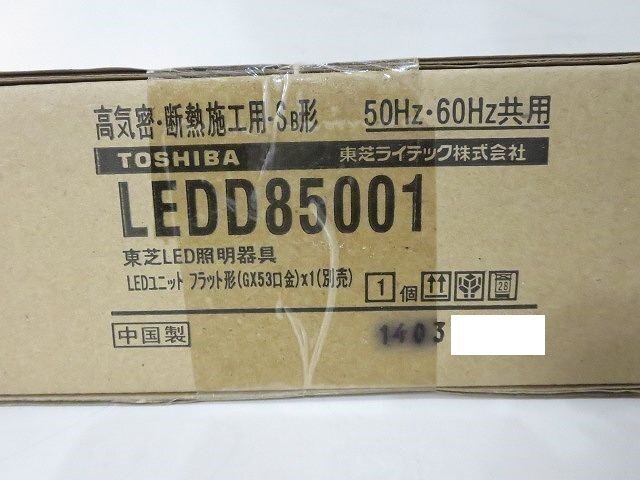 高気密・断熱施工用・SB形 50Hz・60Hz共用
TOSHIBA 東芝ライテック株式会社
LEDD85001
東芝LED照明器具
LEDユニット フラット形(GX53口金)x1(別売) 1個 2B
中国製 1403